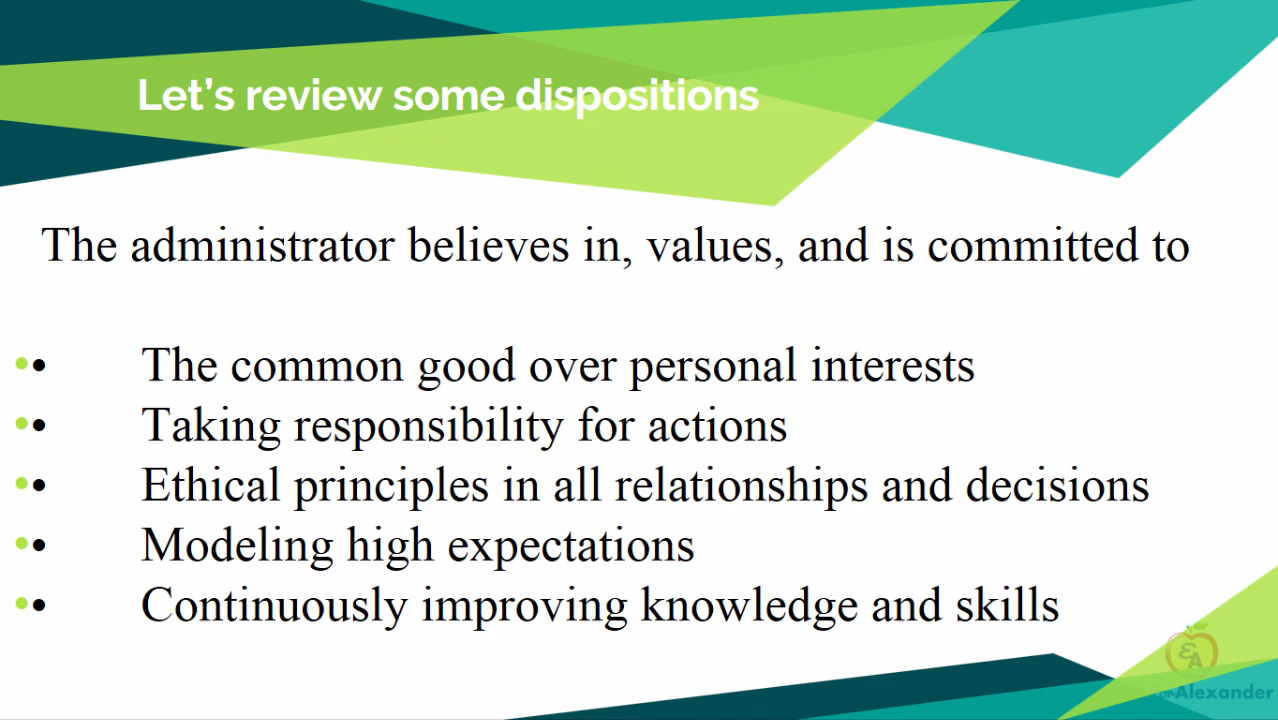 Let's review some dispositions
The administrator believes in, values, and is committed to
•• The common good over personal interests
•• Taking responsibility for actions
•• Ethical principles in all relationships and decisions
•• Modeling high expectations
•• Continuously improving knowledge and skills
Alexander